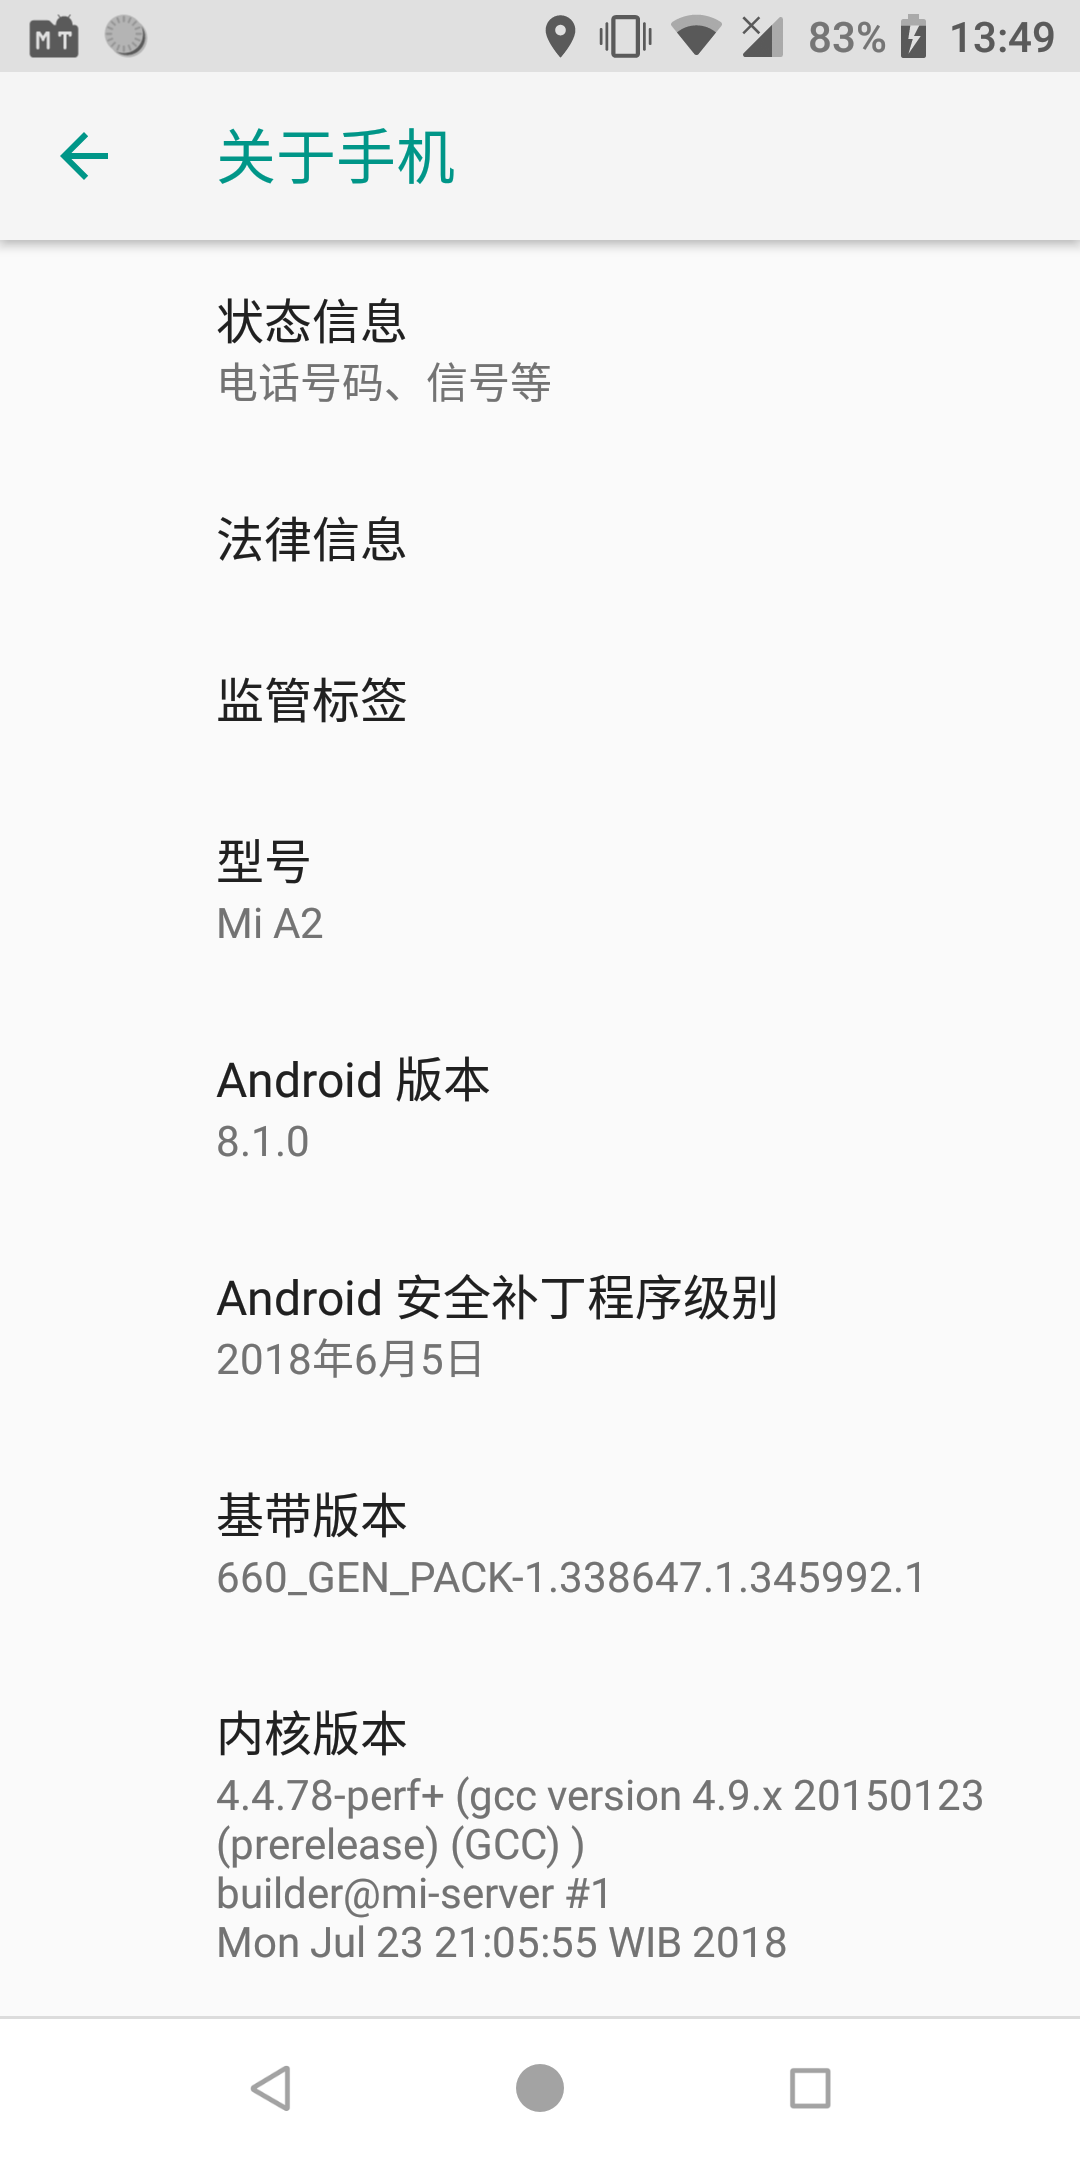 MT
83%
13:49
关于手机
状态信息
电话号码、信号等
法律信息
监管标签
型号
Mi A2
Android 版本
8.1.0
Android 安全补丁程序级别
2018年6月5日
基带版本
660_GEN_PACK-1.338647.1.345992.1
内核版本
4.4.78-perf+ (gcc version 4.9.x 20150123
(prerelease) (GCC) )
builder@mi-server #1
Mon Jul 23 21:05:55 WIB 2018